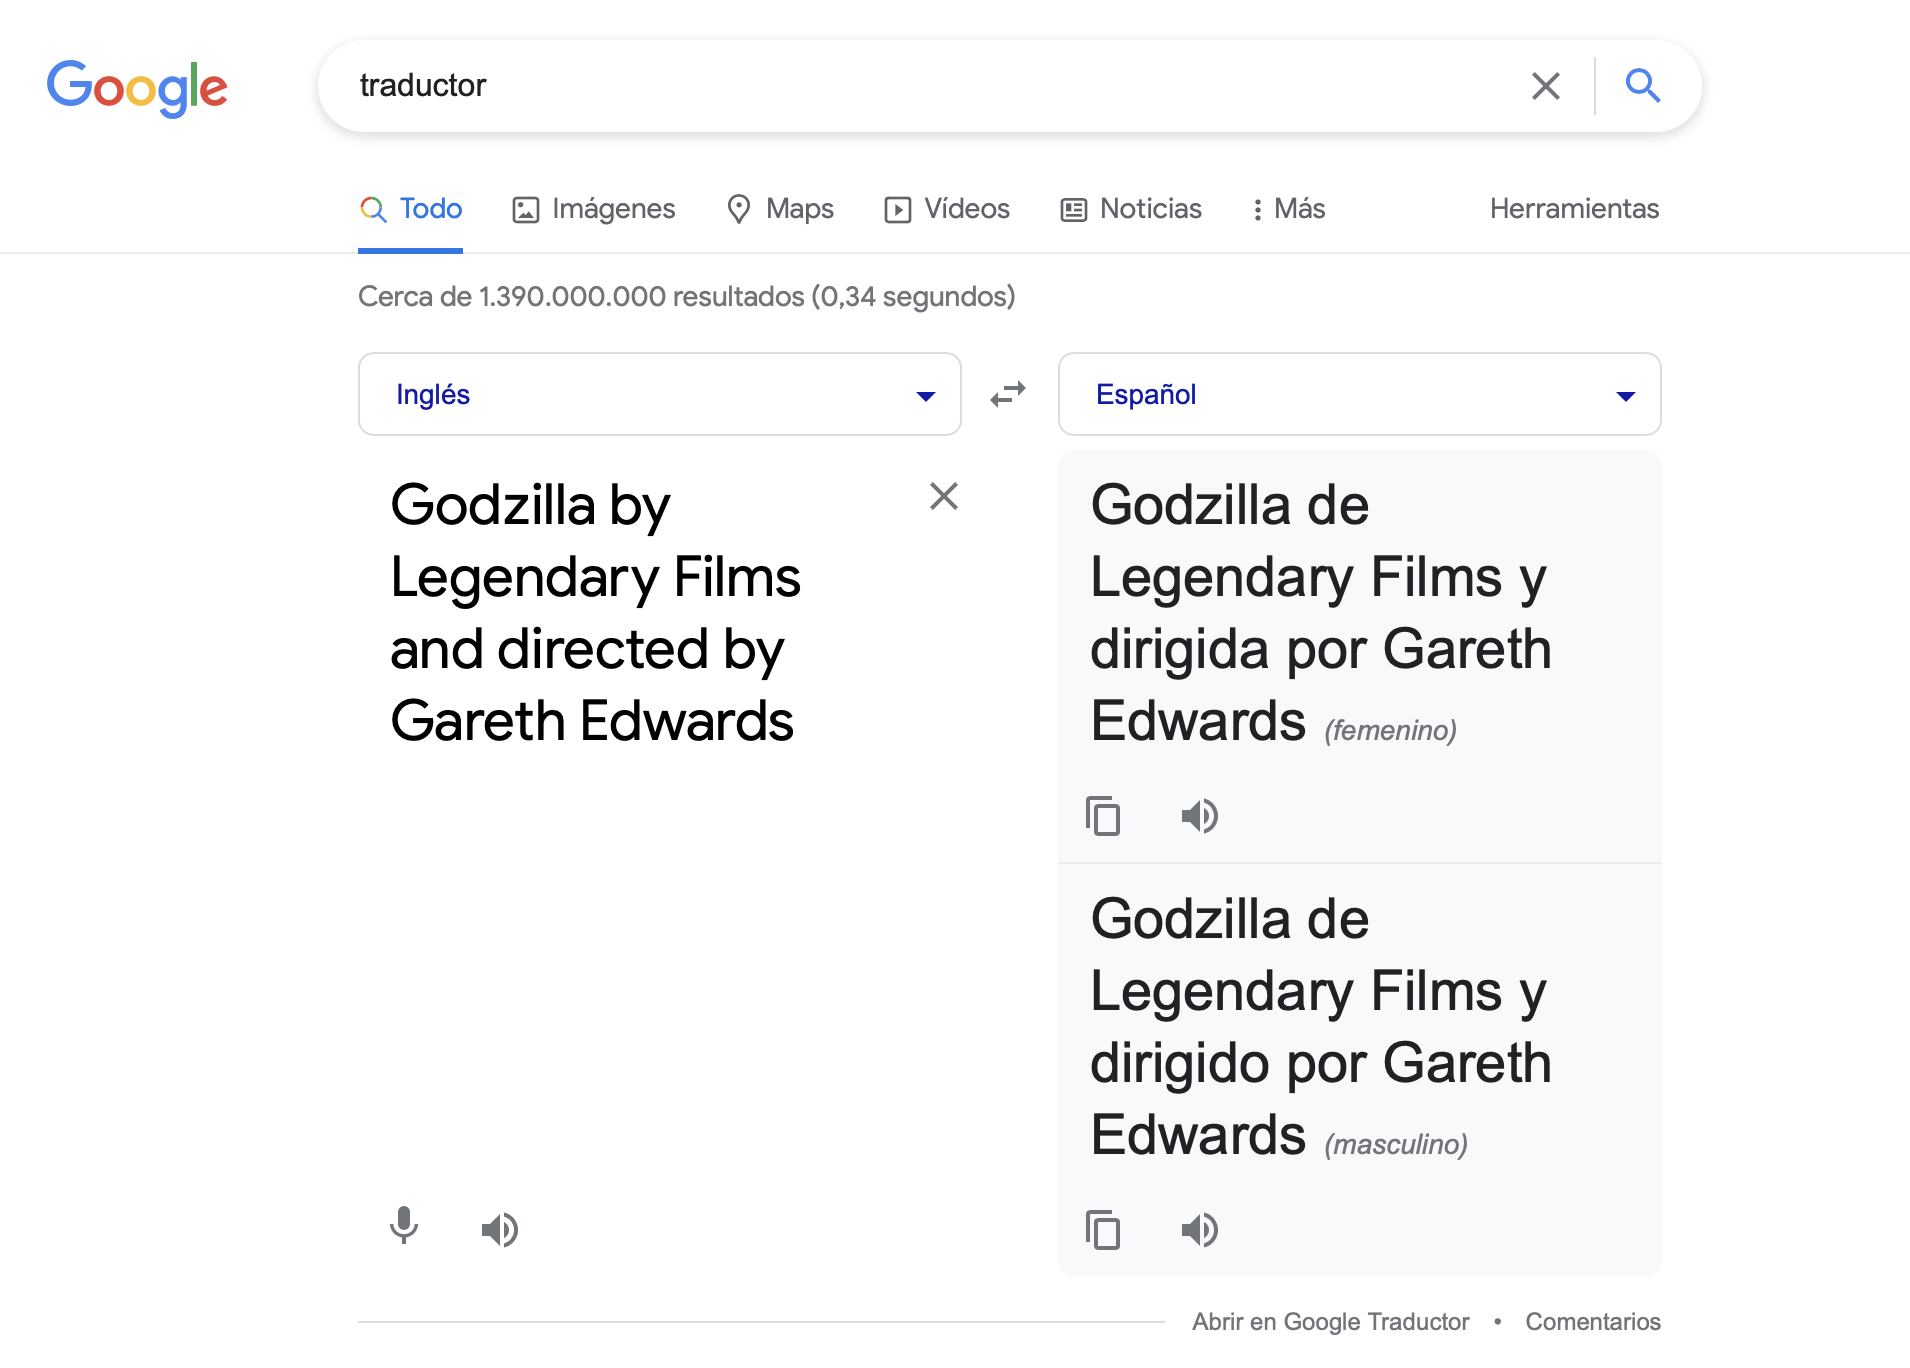 Google
traductor
Todo
Imágenes
Maps
Vídeos
Noticias
Más
Herramientas
Cerca de 1.390.000.000 resultados (0,34 segundos)
Inglés
Español
Godzilla by
Legendary Films
and directed by
Gareth Edwards
Godzilla de
Legendary Films y
dirigida por Gareth
Edwards (femenino)
Godzilla de
Legendary Films y
dirigido por Gareth
Edwards (masculino)
Abrir en Google Traductor • Comentarios